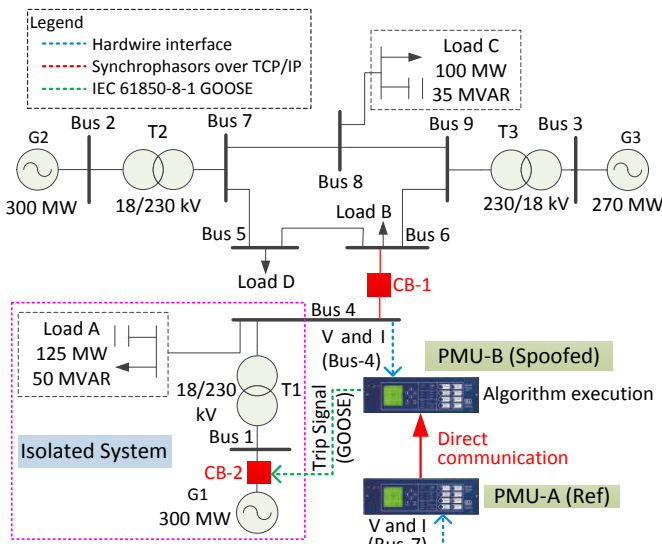 Legend
Hardwire interface
Synchrophasors over TCP/IP
IEC 61850-8-1 GOOSE
Load C
100 MW
35 MVAR
Bus 2
T2
Bus 7
Bus 9
T3
Bus 3
G2
G3
300 MW
18/230 kV
Bus 8
230/18 kV
270 MW
Load B
Bus 5
Bus 6
Load D
CB-1
Bus 4
Load A
125 MW
50 MVAR
V and I
(Bus-4)
PMU-B (Spoofed)
18/230
kV
T1
Algorithm execution
Trip Signal
(GOOSE)
Bus 1
Isolated System
CB-2
Direct
communication
G1
300 MW
PMU-A (Ref)
V and I
(Bus-7)